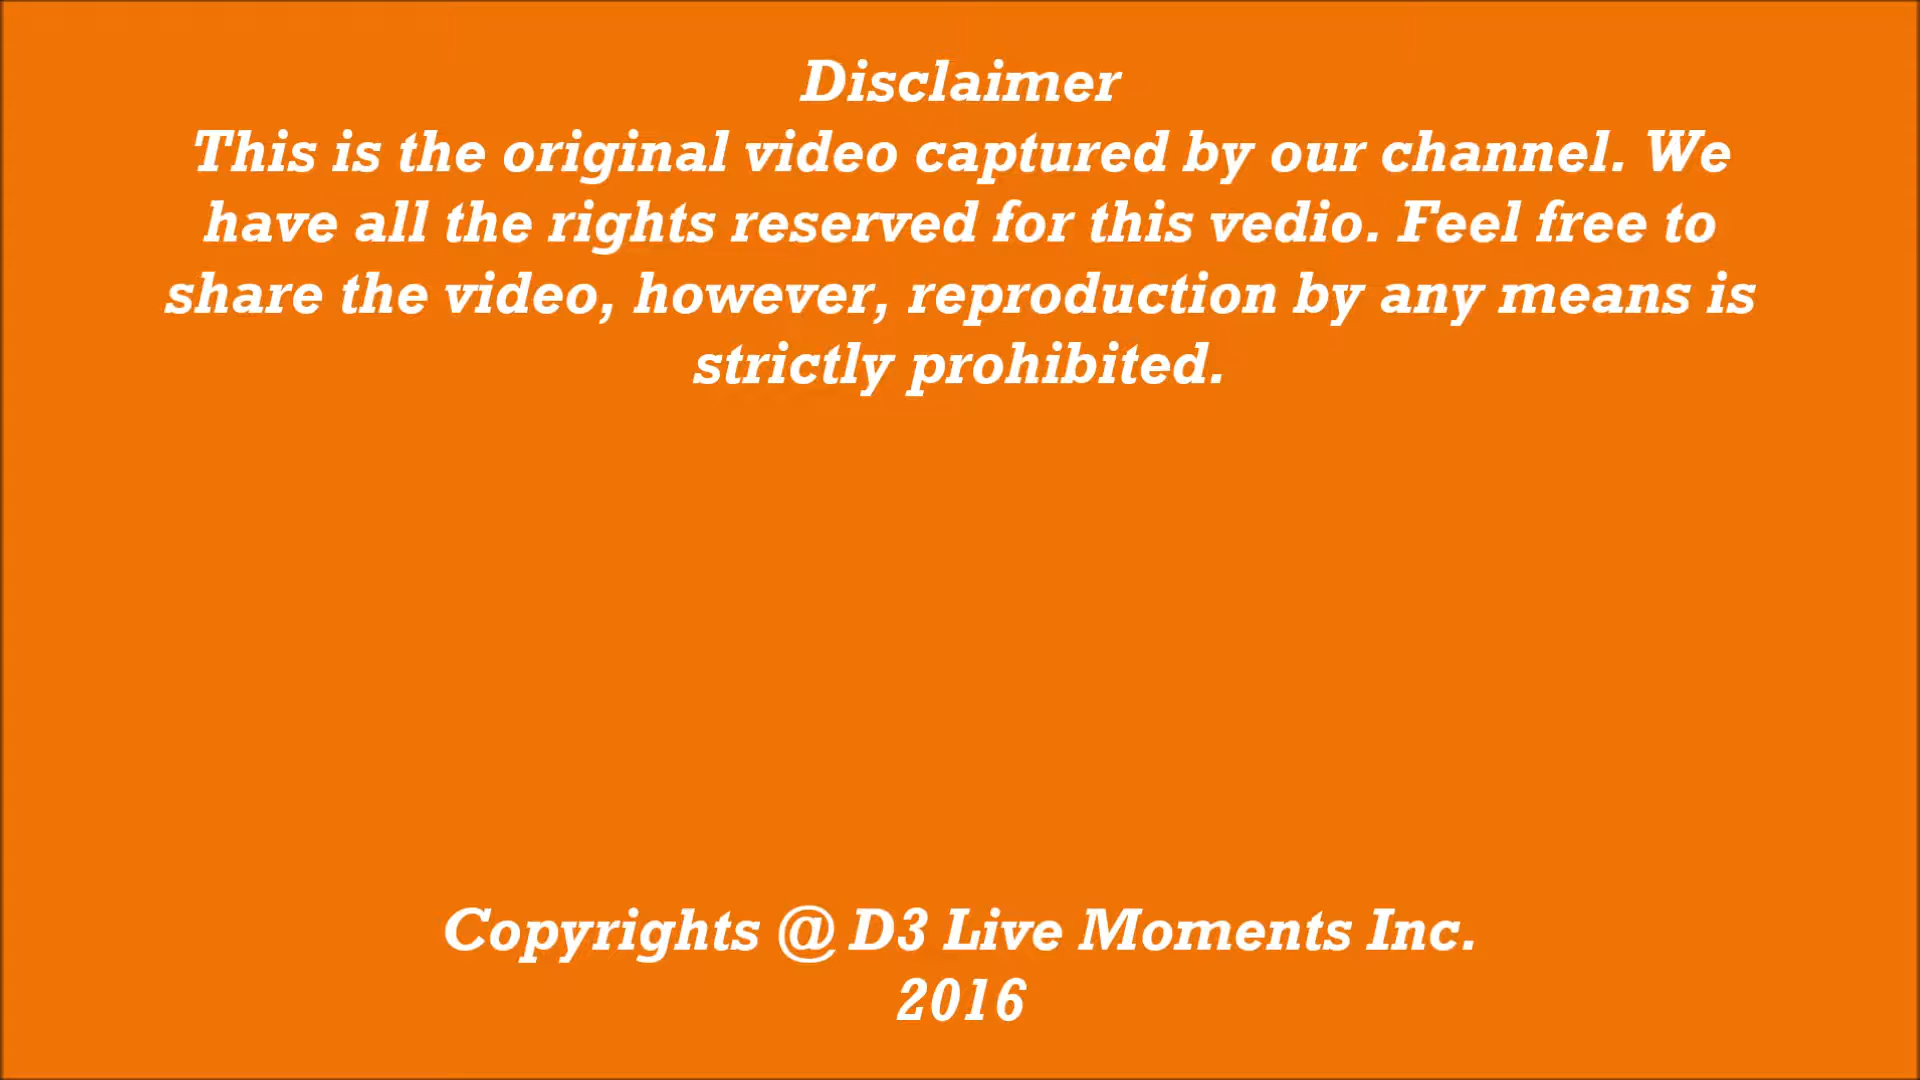 Disclaimer
This is the original video captured by our channel. We
have all the rights reserved for this vedio. Feel free to
share the video, however, reproduction by any means is
strictly prohibited.
Copyrights @ D3 Live Moments Inc.
2016